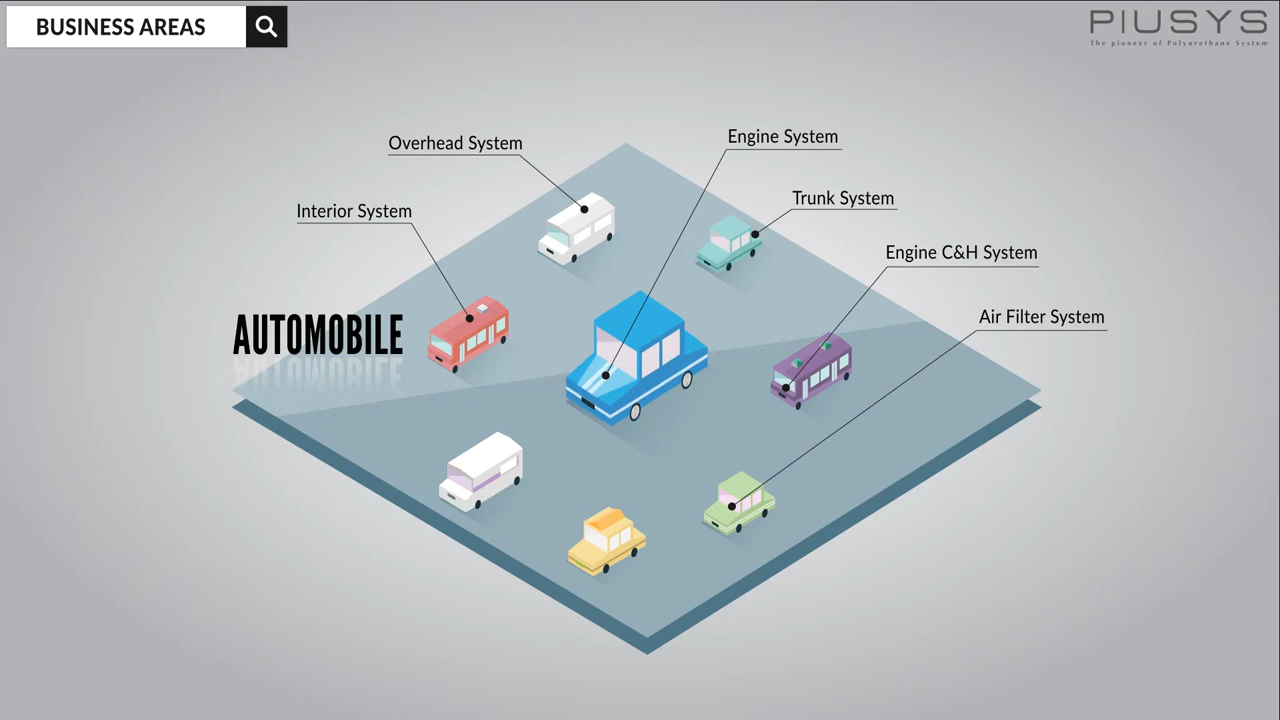 BUSINESS AREAS
PIUSYS
The pioneer of Polyurethane System
Overhead System
Engine System
Interior System
Trunk System
Engine C&H System
Air Filter System
AUTOMOBILE